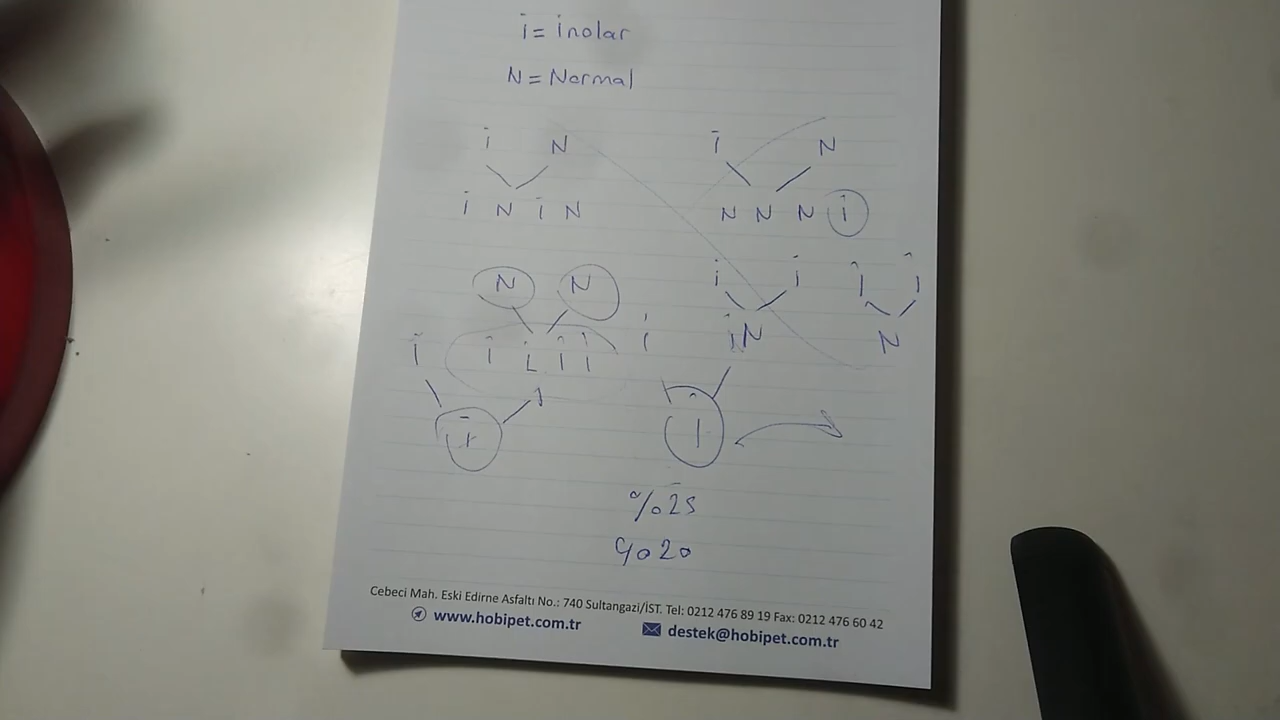 i = inolar
N = Normal
i N
i N i N
i N
N N N i
N N
i i i i
i i
i N
i i
N
i
i
i
%25
%20
Cebeci Mah. Eski Edirne Asfaltı No.: 740 Sultangazi/İST. Tel: 0212 476 89 19 Fax: 0212 476 60 42
www.hobipet.com.tr destek@hobipet.com.tr